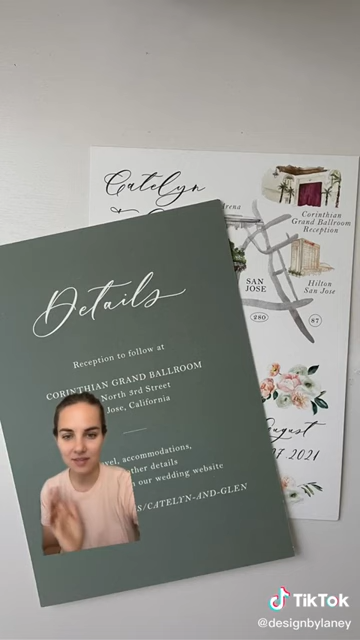 Catelyn
&
Corinthian
Grand Ballroom
Reception
SAN
JOSE
Hilton
San Jose
280
87
August
07.2021
Details
Reception to follow at
CORINTHIAN GRAND BALLROOM
North 3rd Street
Jose, California
accommodations,
other details
on our wedding website
/CATELYN-AND-GLEN
TikTok
@designbylaney